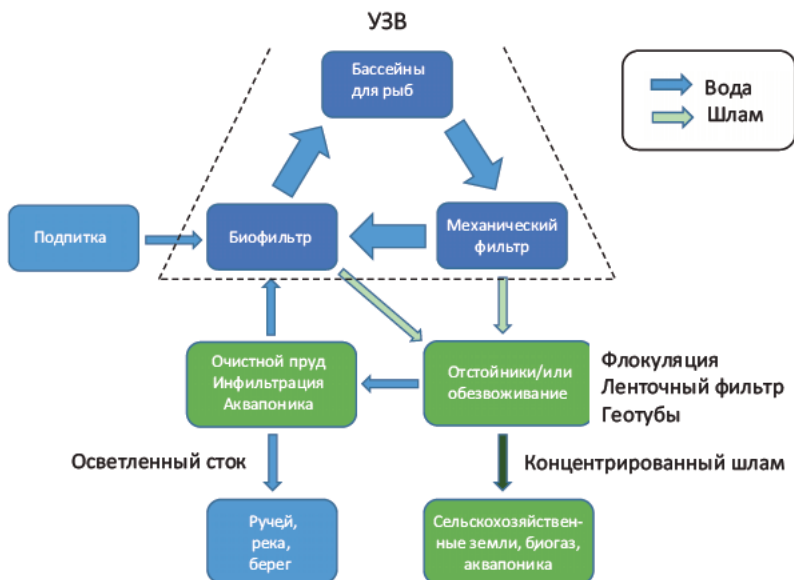 УЗВ
Бассейны
для рыб
Вода
Шлам
Подпитка
Биофильтр
Механический
фильтр
Очистной пруд
Инфильтрация
Аквапоника
Отстойники/или
обезвоживание
Флокуляция
Ленточный фильтр
Геотубы
Осветленный сток
Концентрированный шлам
Ручей,
река,
берег
Сельскохозяйствен-
ные земли, биогаз,
аквапоника